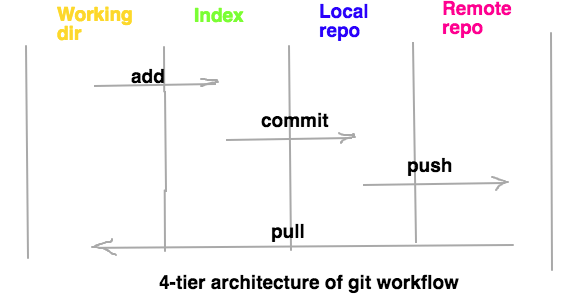 Working
dir
Index
Local
repo
Remote
repo
add
commit
push
pull
4-tier architecture of git workflow